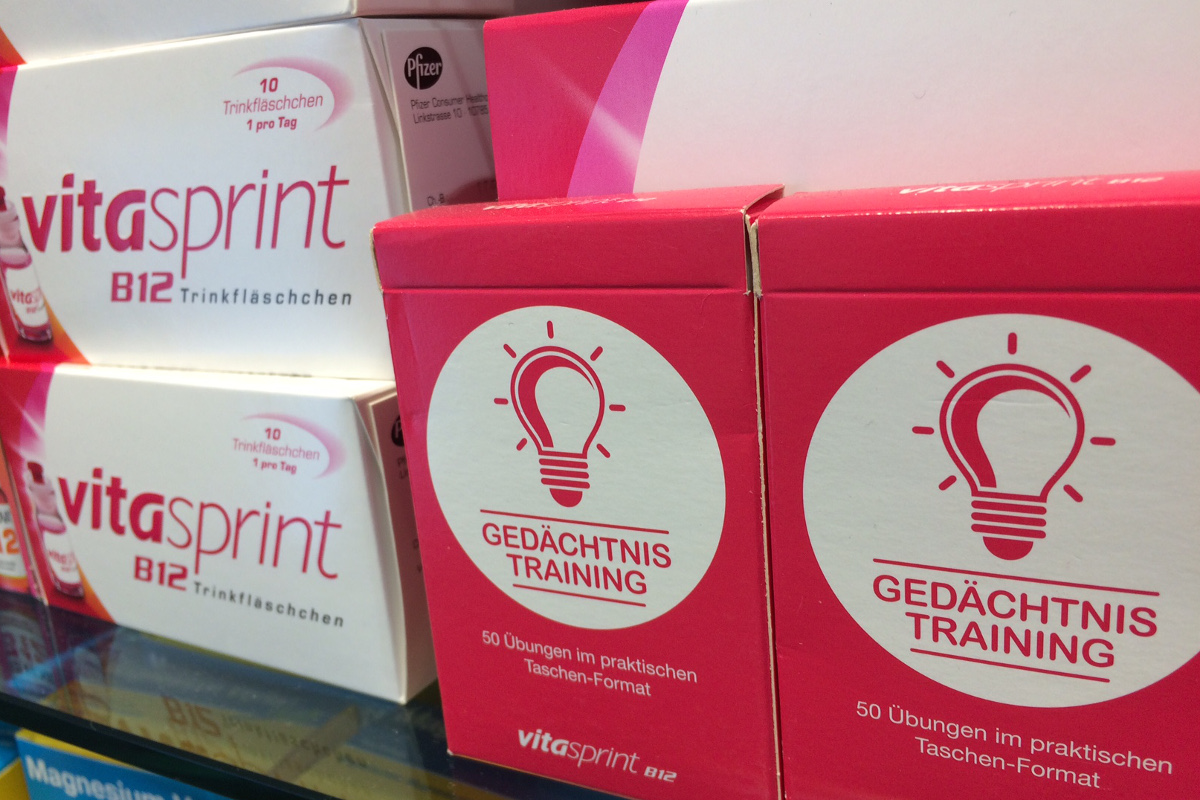 10
Trinkfläschchen
1 pro Tag
vitasprint
B12 Trinkfläschchen
Pfizer
Pfizer Consumer
Linkstrasse 10
10
Trinkfläschchen
1 pro Tag
vitasprint
B12 Trinkfläschchen
GEDÄCHTNIS
TRAINING
50 Übungen im praktischen
Taschen-Format
vitasprint B12
GEDÄCHTNIS
TRAINING
50 Übungen im praktischen
Taschen-Format
Magnesium